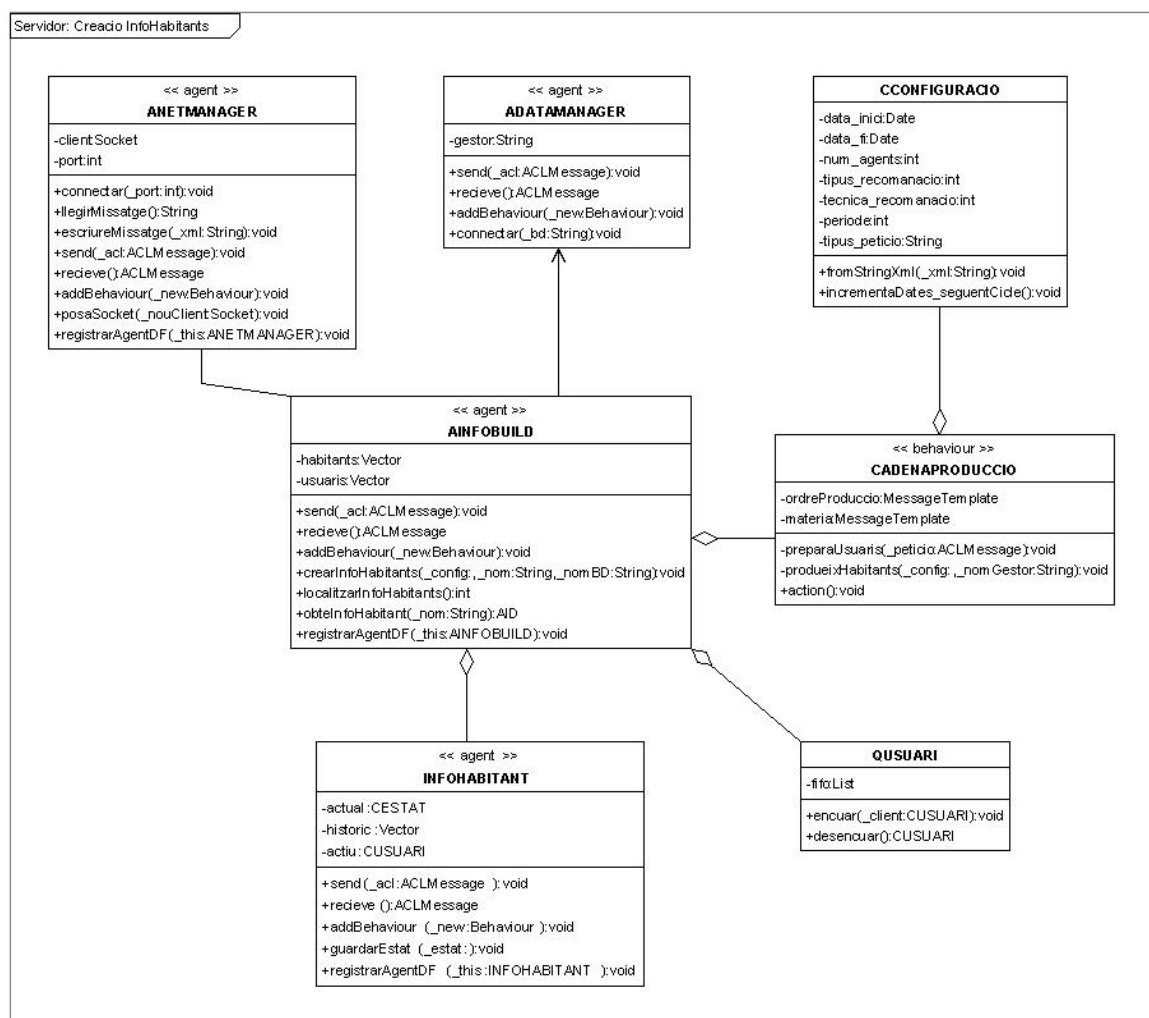 Servidor: Creacio InfoHabitants
<< agent >>
ANETMANAGER
-client:Socket
-port:int
+connectar(_port:int):void
+llegirMissatge():String
+escriureMissatge(_xml:String):void
+send(_acl:ACLMessage):void
+recieve():ACLMessage
+addBehaviour(_new:Behaviour):void
+posaSocket(_nouClient:Socket):void
+registrarAgentDF(_this:ANETMANAGER):void
<< agent >>
ADATAMANAGER
-gestor:String
+send(_acl:ACLMessage):void
+recieve():ACLMessage
+addBehaviour(_new:Behaviour):void
+connectar(_bd:String):void
CCONFIGURACIO
-data_inici:Date
-data_fi:Date
-num_agents:int
-tipus_recomanacio:int
-tecnica_recomanacio:int
-periode:int
-tipus_peticio:String
+fromStringXml(_xml:String):void
+incrementaDates_seguentCicle():void
<< agent >>
AINFOBUILD
-habitants:Vector
-usuaris:Vector
+send(_acl:ACLMessage):void
+recieve():ACLMessage
+addBehaviour(_new:Behaviour):void
+crearInfoHabitants(_config:,_nom:String,_nomBD:String):void
+localitzarInfoHabitants():int
+obteInfoHabitant(_nom:String):AID
+registrarAgentDF(_this:AINFOBUILD):void
<< behaviour >>
CADENAPRODUCCIO
-ordreProduccio:MessageTemplate
-materia:MessageTemplate
-preparaUsuaris(_peticio:ACLMessage):void
-produeixHabitants(_config:,_nomGestor:String):void
+action():void
<< agent >>
INFOHABITANT
-actual :CESTAT
-historic :Vector
-actiu :CUSUARI
+send (_acl :ACLMessage ):void
+recieve ():ACLMessage
+addBehaviour (_new :Behaviour ):void
+guardarEstat (_estat :):void
+registrarAgentDF (_this :INFOHABITANT ):void
QUSUARI
-fifo:List
+encuar(_client:CUSUARI):void
+desencuar():CUSUARI